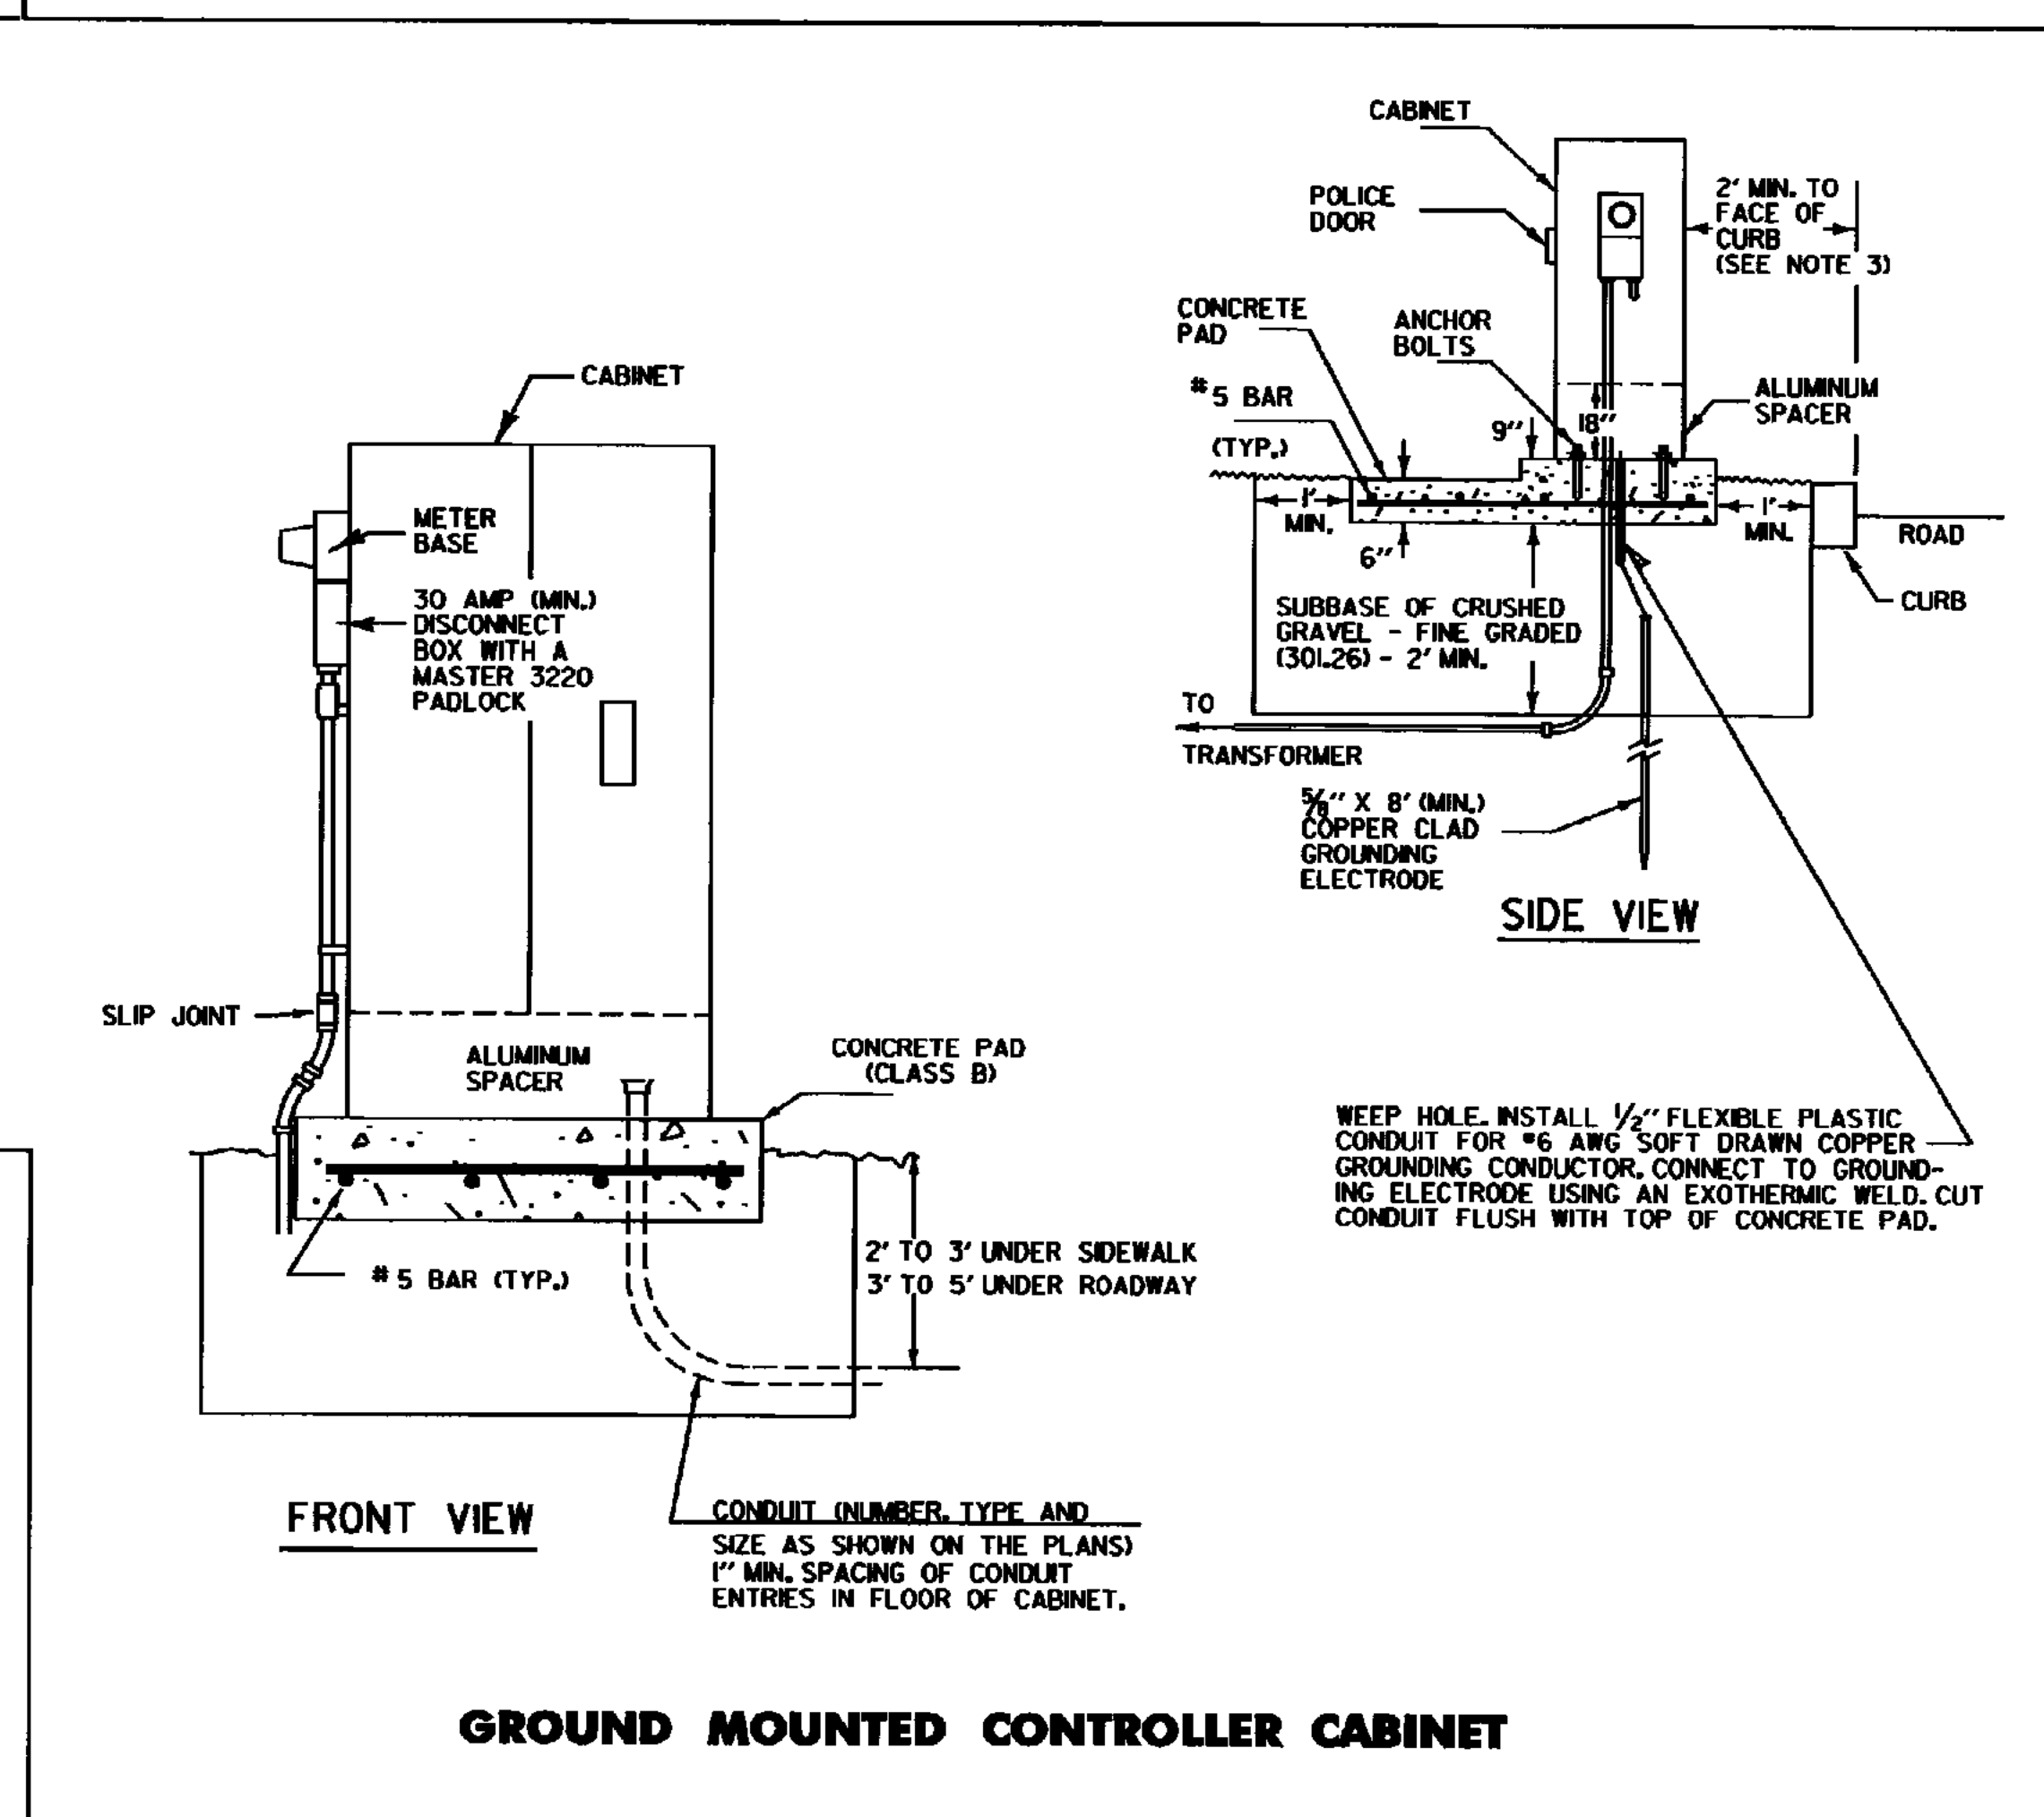 CABINET
METER
BASE
30 AMP (MIN.)
DISCONNECT
BOX WITH A
MASTER 3220
PADLOCK
SLIP JOINT
ALUMINUM
SPACER
CONCRETE PAD
(CLASS B)
#5 BAR (TYP.)
2' TO 3' UNDER SIDEWALK
3' TO 5' UNDER ROADWAY
FRONT VIEW
CONDUIT (NUMBER, TYPE AND
SIZE AS SHOWN ON THE PLANS)
1" MIN. SPACING OF CONDUIT
ENTRIES IN FLOOR OF CABINET.
CABINET
POLICE
DOOR
2' MIN. TO
FACE OF
CURB
(SEE NOTE 3)
CONCRETE
PAD
ANCHOR
BOLTS
#5 BAR
(TYP.)
9"
18"
ALUMINUM
SPACER
1'
MIN.
6"
1'
MIN.
ROAD
CURB
SUBBASE OF CRUSHED
GRAVEL - FINE GRADED
(301.26) - 2' MIN.
TO
TRANSFORMER
5/8" X 8' (MIN.)
COPPER CLAD
GROUNDING
ELECTRODE
SIDE VIEW
WEEP HOLE. INSTALL 1/2" FLEXIBLE PLASTIC
CONDUIT FOR #6 AWG SOFT DRAWN COPPER
GROUNDING CONDUCTOR. CONNECT TO GROUND-
ING ELECTRODE USING AN EXOTHERMIC WELD. CUT
CONDUIT FLUSH WITH TOP OF CONCRETE PAD.
GROUND MOUNTED CONTROLLER CABINET